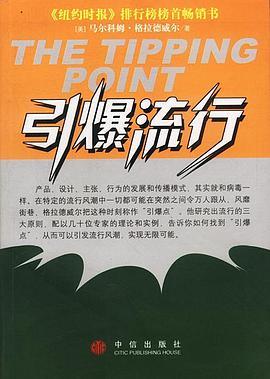 《纽约时报》排行榜榜首畅销书
[美] 马尔科姆·格拉德威尔 著
THE TIPPING
POINT
引爆流行
产品、设计、主张、行为的发展和传播模式，其实就和病毒一
样。在特定的流行风潮中一切都可能在突然之间令万人跟从、风
靡街巷，格拉德威尔把这种时刻称作“引爆点”。他研究出流行的三
大原则，配以几十位专家的理论和实例，告诉你如何找到“引爆
点”，从而可以引发流行风潮，实现无限可能。
中信出版社
CITIC PUBLISHING HOUSE